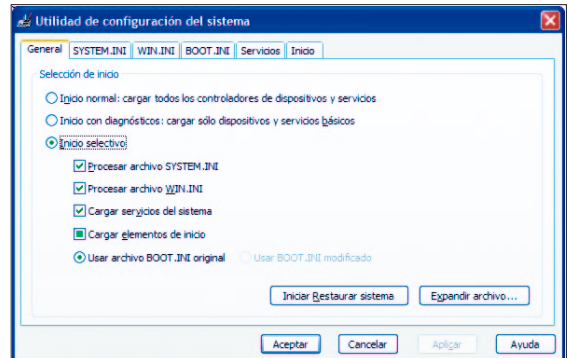 Utilidad de configuración del sistema
General SYSTEM.INI WIN.INI BOOT.INI Servicios Inicio
Selección de inicio
Inicio normal: cargar todos los controladores de dispositivos y servicios
Inicio con diagnósticos: cargar sólo dispositivos y servicios básicos
Inicio selectivo
Procesar archivo SYSTEM.INI
Procesar archivo WIN.INI
Cargar servicios del sistema
Cargar elementos de inicio
Usar archivo BOOT.INI original Usar BOOT.INI modificado
Iniciar Restaurar sistema Expandir archivo...
Aceptar Cancelar Aplicar Ayuda